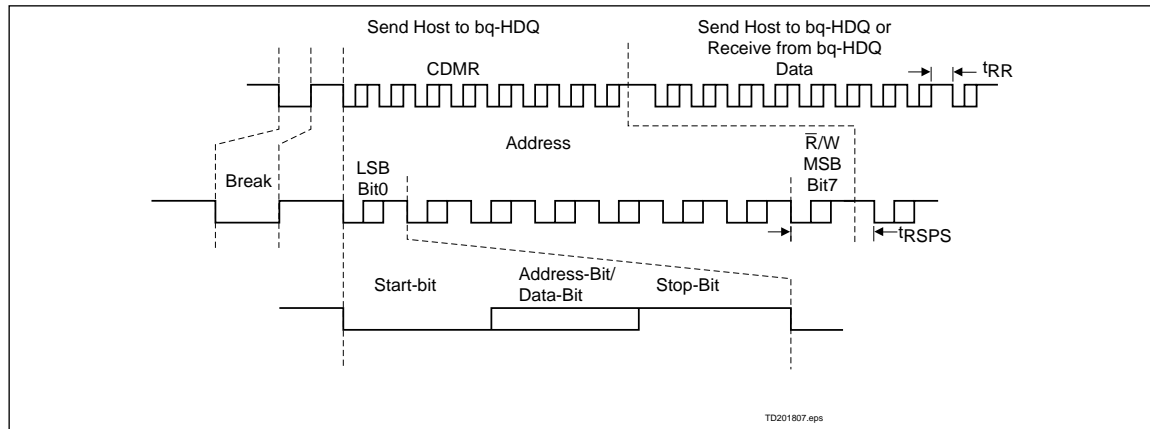 Send Host to bq-HDQ
Send Host to bq-HDQ or
Receive from bq-HDQ
CDMR
Data
tRR
Address
R̅/W
MSB
Bit7
Break
LSB
Bit0
tRSPS
Start-bit
Address-Bit/
Data-Bit
Stop-Bit
TD201807.eps